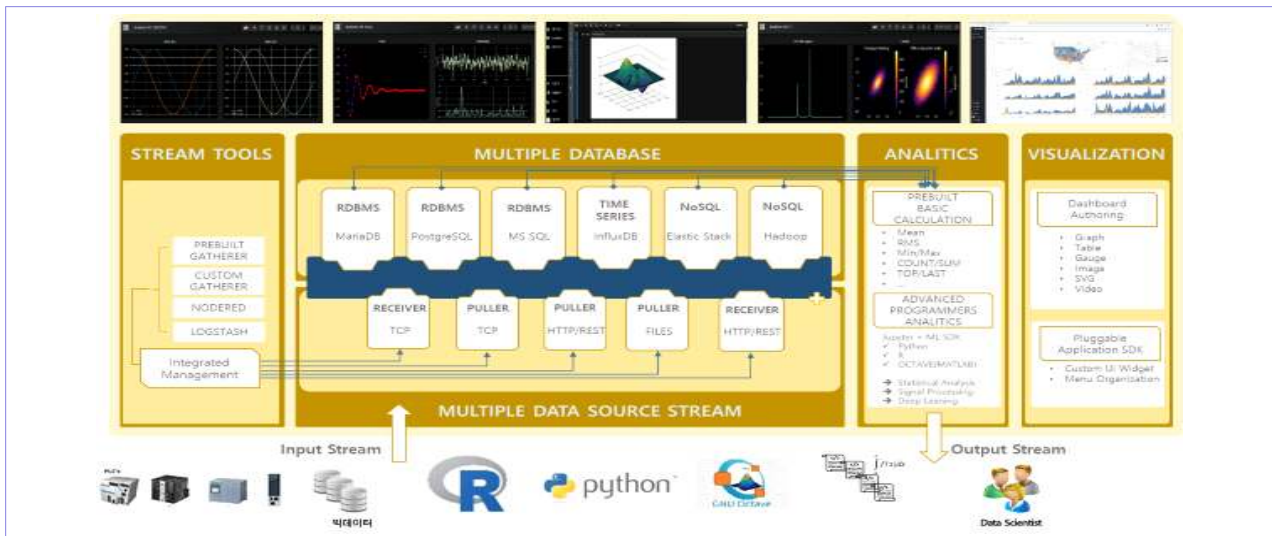 STREAM TOOLS
PREBUILT
GATHERER
CUSTOM
GATHERER
NODERED
LOGSTASH
Integrated
Management
MULTIPLE DATABASE
RDBMS
MariaDB
RDBMS
PostgreSQL
RDBMS
MS SQL
TIME
SERIES
InfluxDB
NoSQL
Elastic Stack
NoSQL
Hadoop
RECEIVER
TCP
PULLER
TCP
PULLER
HTTP/REST
PULLER
FILES
RECEIVER
HTTP/REST
MULTIPLE DATA SOURCE STREAM
ANALITICS
PREBUILT
BASIC
CALCULATION
• Mean
• RMS
• Min/Max
• COUNT/SUM
• TOP/LAST
• ...
ADVANCED
PROGRAMMERS
ANALITICS
Jupyter + ML SDK
✓ Python
✓ R
✓ OCTAVE(MATLAB)
➔ Statistical Analysis
➔ Signal Processing
➔ Deep Learning
VISUALIZATION
Dashboard
Authoring
• Graph
• Table
• Gauge
• Image
• SVG
• Video
Pluggable
Application SDK
• Custom UI Widget
• Menu Organization
Input Stream
Output Stream
빅데이터
R
python
GNU Octave
Data Scientist